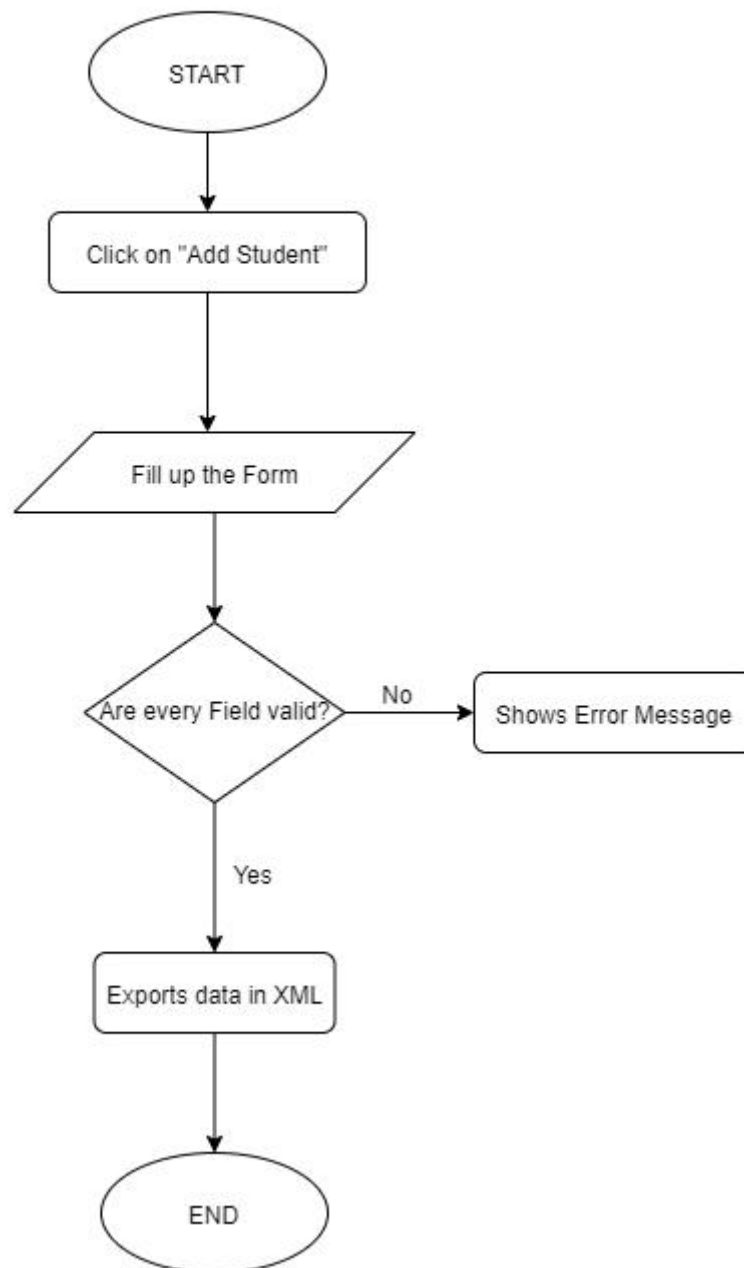 START
Click on "Add Student"
Fill up the Form
Are every Field valid?
No
Shows Error Message
Yes
Exports data in XML
END